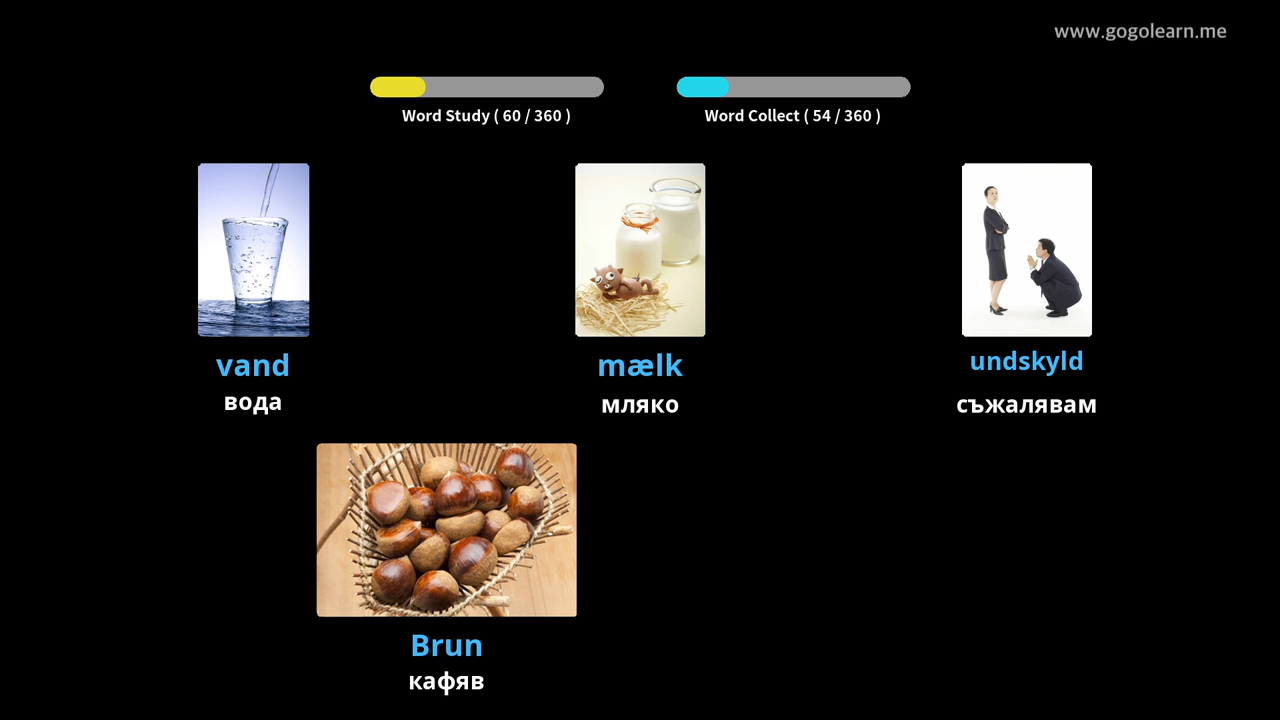 www.gogolearn.me
Word Study ( 60 / 360 )
Word Collect ( 54 / 360 )
vand
вода
mælk
мляко
undskyld
съжалявам
Brun
кафяв